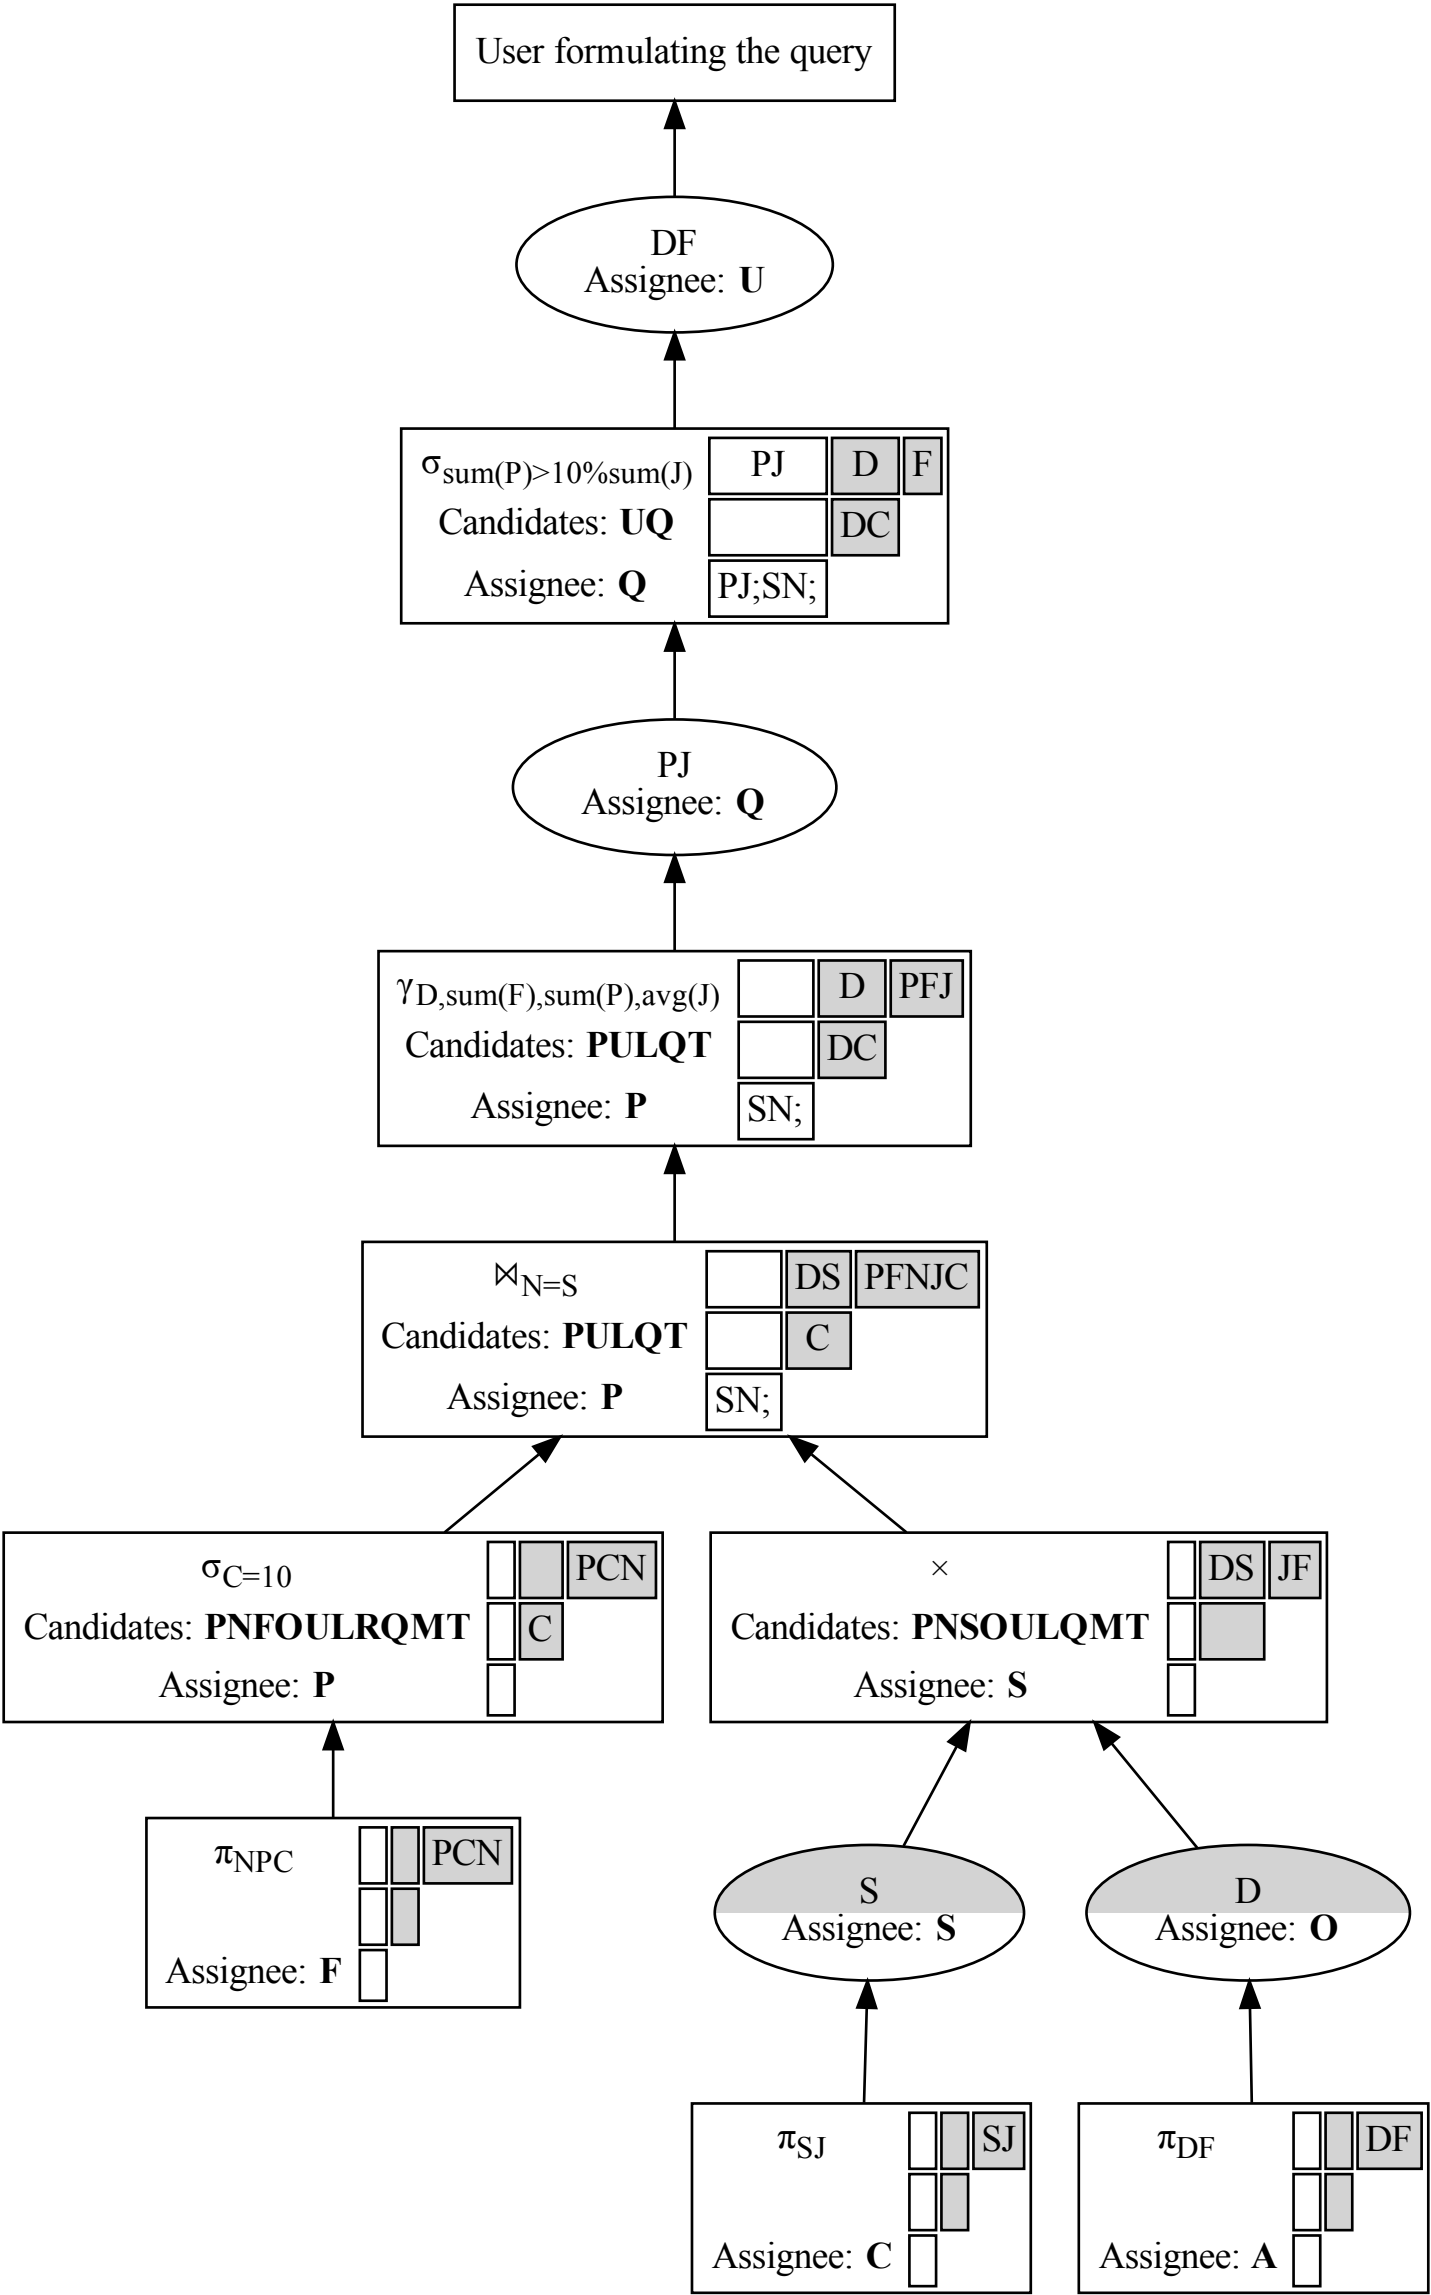 User formulating the query
DF
Assignee: U
σsum(P)>10%sum(J) PJ D F
Candidates: UQ DC
Assignee: Q PJ;SN;
PJ
Assignee: Q
γD,sum(F),sum(P),avg(J) D PFJ
Candidates: PULQT DC
Assignee: P SN;
⋈N=S DS PFNJC
Candidates: PULQT C
Assignee: P SN;
σC=10 PCN
Candidates: PNFOULRQMT C
Assignee: P
× DS JF
Candidates: PNSOULQMT
Assignee: S
πNPC PCN
Assignee: F
S
Assignee: S
D
Assignee: O
πSJ SJ
Assignee: C
πDF DF
Assignee: A